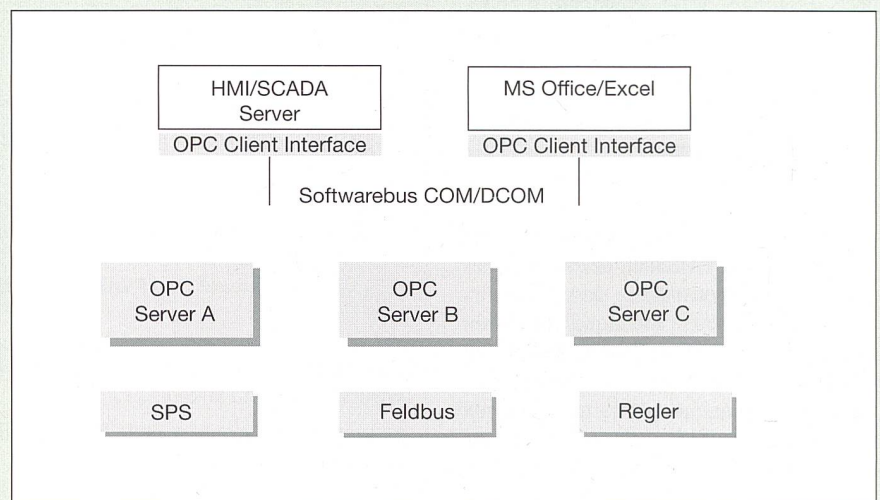 HMI/SCADA
Server
OPC Client Interface
MS Office/Excel
OPC Client Interface
Softwarebus COM/DCOM
OPC
Server A
OPC
Server B
OPC
Server C
SPS
Feldbus
Regler